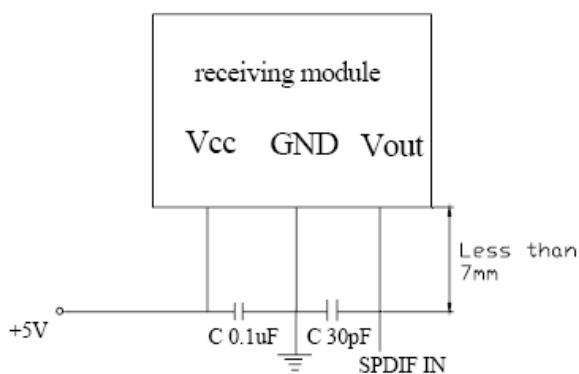 receiving module
Vcc GND Vout
Less than
7mm
+5V
C 0.1uF C 30pF
SPDIF IN